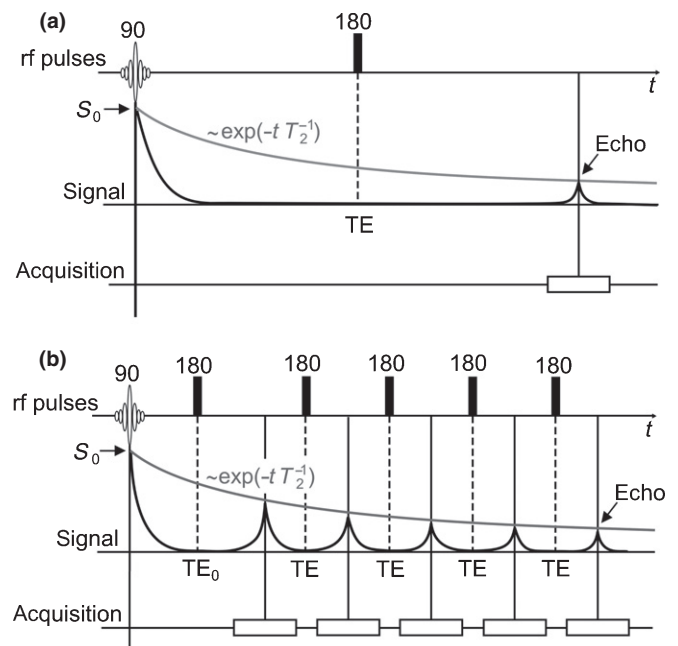 (a)
90
180
rf pulses
t
S₀
~exp(–t T₂⁻¹)
Echo
Signal
TE
Acquisition
(b)
90 180 180 180 180 180
rf pulses
t
S₀
~exp(–t T₂⁻¹)
Echo
Signal
TE₀ TE TE TE TE
Acquisition